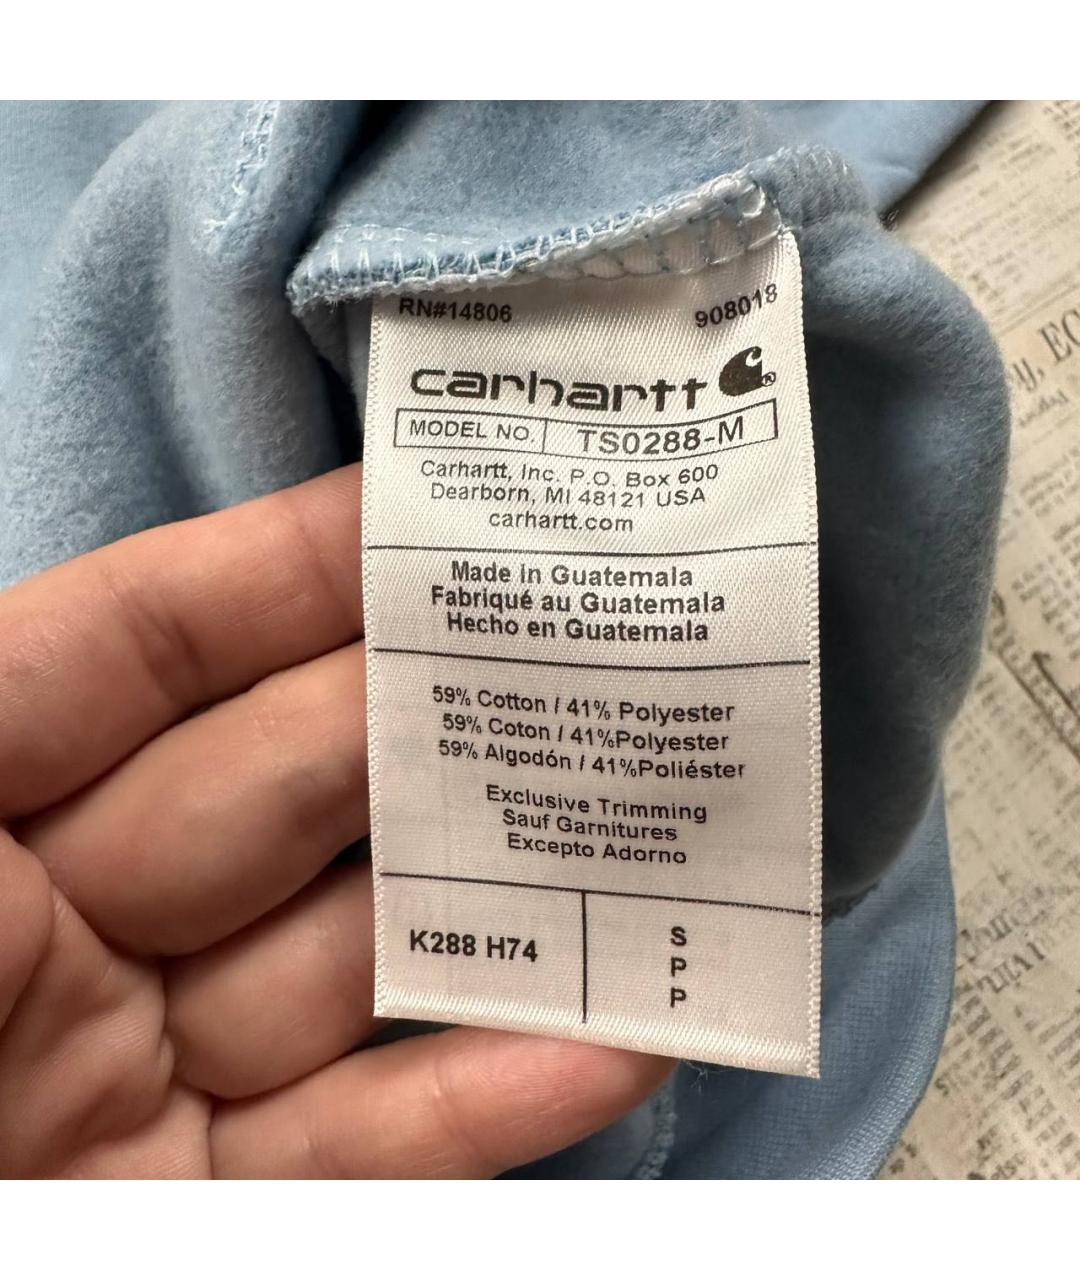 RN#14806 908018
carhartt
MODEL NO. TS0288-M
Carhartt, Inc. P.O. Box 600
Dearborn, MI 48121 USA
carhartt.com
Made in Guatemala
Fabriqué au Guatemala
Hecho en Guatemala
59% Cotton / 41% Polyester
59% Coton / 41%Polyester
59% Algodón / 41%Poliéster
Exclusive Trimming
Sauf Garnitures
Excepto Adorno
K288 H74
S
P
P